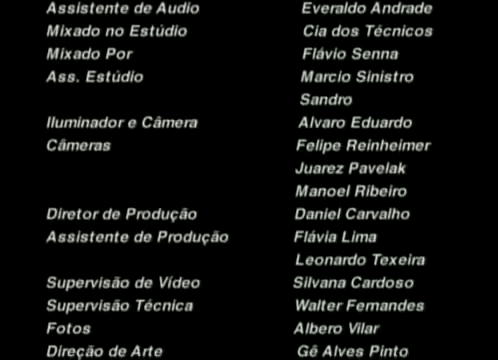 Assistente de Audio Everaldo Andrade
Mixado no Estúdio Cia dos Técnicos
Mixado Por Flávio Senna
Ass. Estúdio Marcio Sinistro
Sandro
Iluminador e Câmera Alvaro Eduardo
Câmeras Felipe Reinheimer
Juarez Pavelak
Manoel Ribeiro
Diretor de Produção Daniel Carvalho
Assistente de Produção Flávia Lima
Leonardo Texeira
Supervisão de Vídeo Silvana Cardoso
Supervisão Técnica Walter Fernandes
Fotos Albero Vilar
Direção de Arte Gê Alves Pinto